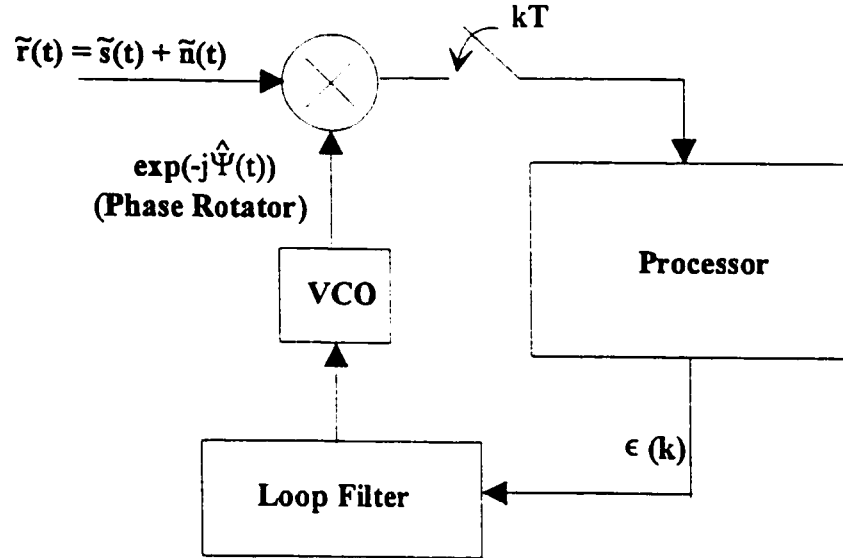 kT
r̃(t) = s̃(t) + ñ(t)
exp(-jΨ̂(t))
(Phase Rotator)
Processor
VCO
ϵ (k)
Loop Filter